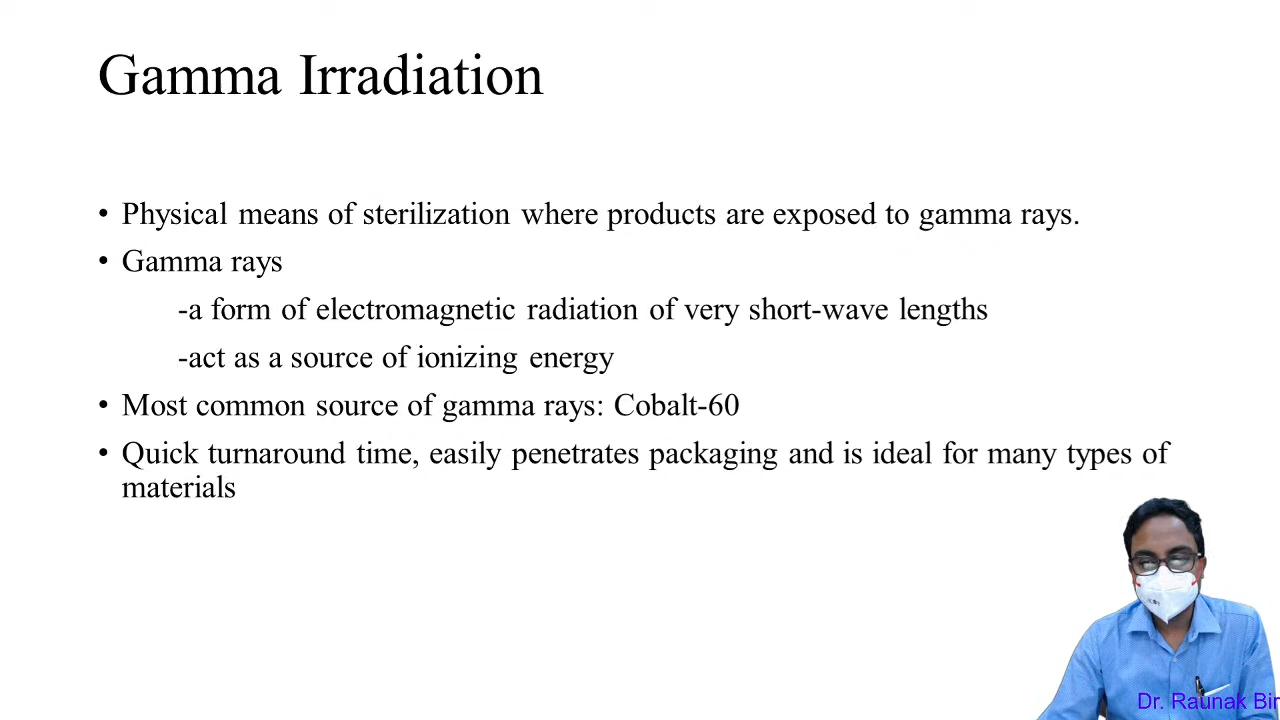 Gamma Irradiation
• Physical means of sterilization where products are exposed to gamma rays.
• Gamma rays
-a form of electromagnetic radiation of very short-wave lengths
-act as a source of ionizing energy
• Most common source of gamma rays: Cobalt-60
• Quick turnaround time, easily penetrates packaging and is ideal for many types of
materials
Dr. Raunak Bir